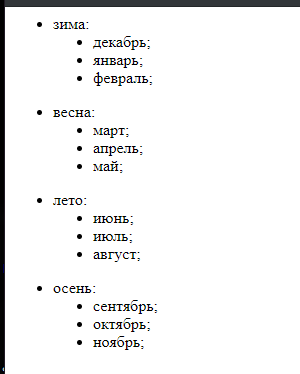 зима:
декабрь;
январь;
февраль;
весна:
март;
апрель;
май;
лето:
июнь;
июль;
август;
осень:
сентябрь;
октябрь;
ноябрь;